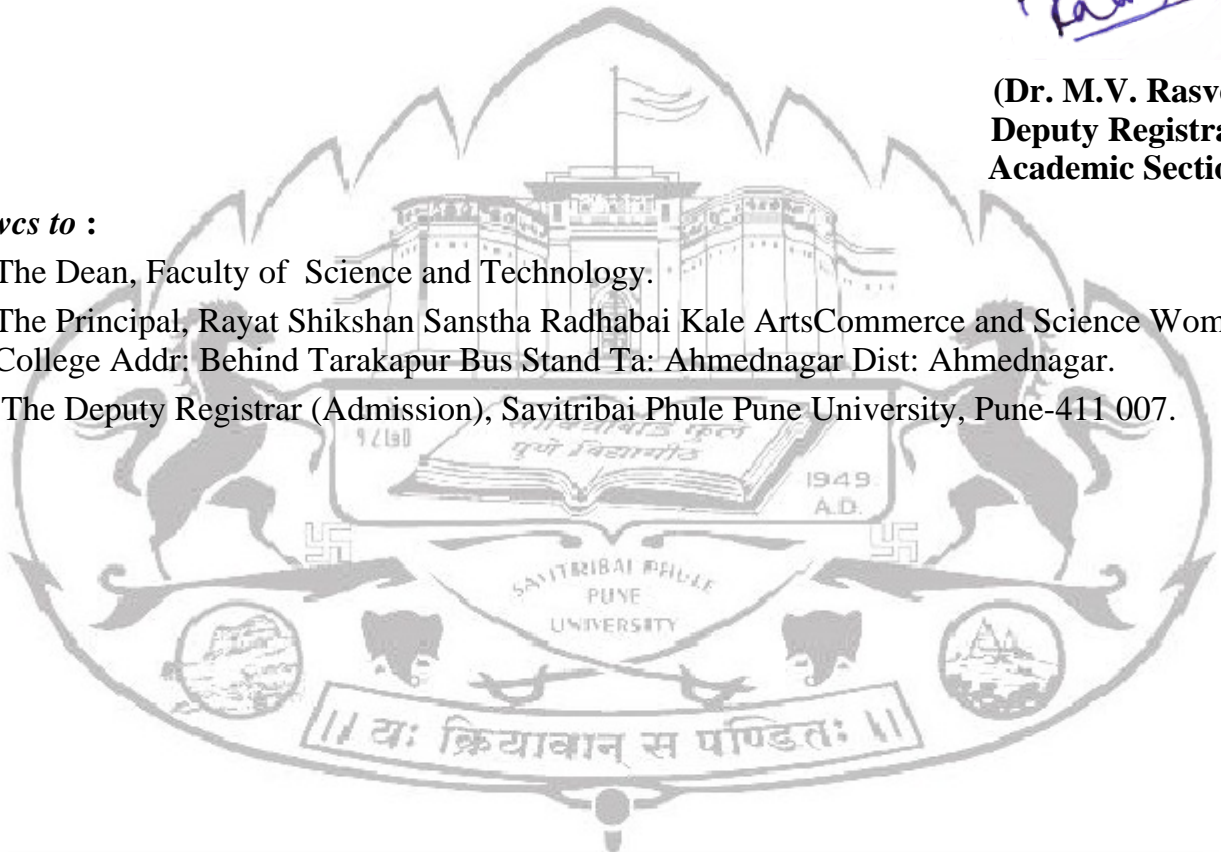 (Dr. M.V. Rasv
Deputy Registra
Academic Sectio
wcs to :
The Dean, Faculty of Science and Technology.
The Principal, Rayat Shikshan Sanstha Radhabai Kale ArtsCommerce and Science Wom
College Addr: Behind Tarakapur Bus Stand Ta: Ahmednagar Dist: Ahmednagar.
The Deputy Registrar (Admission), Savitribai Phule Pune University, Pune-411 007.
पुणे विद्यापीठ
1949
A.D.
SAVITRIBAI PHULE
PUNE
UNIVERSITY
।। यः क्रियावान् स पण्डितः ।।